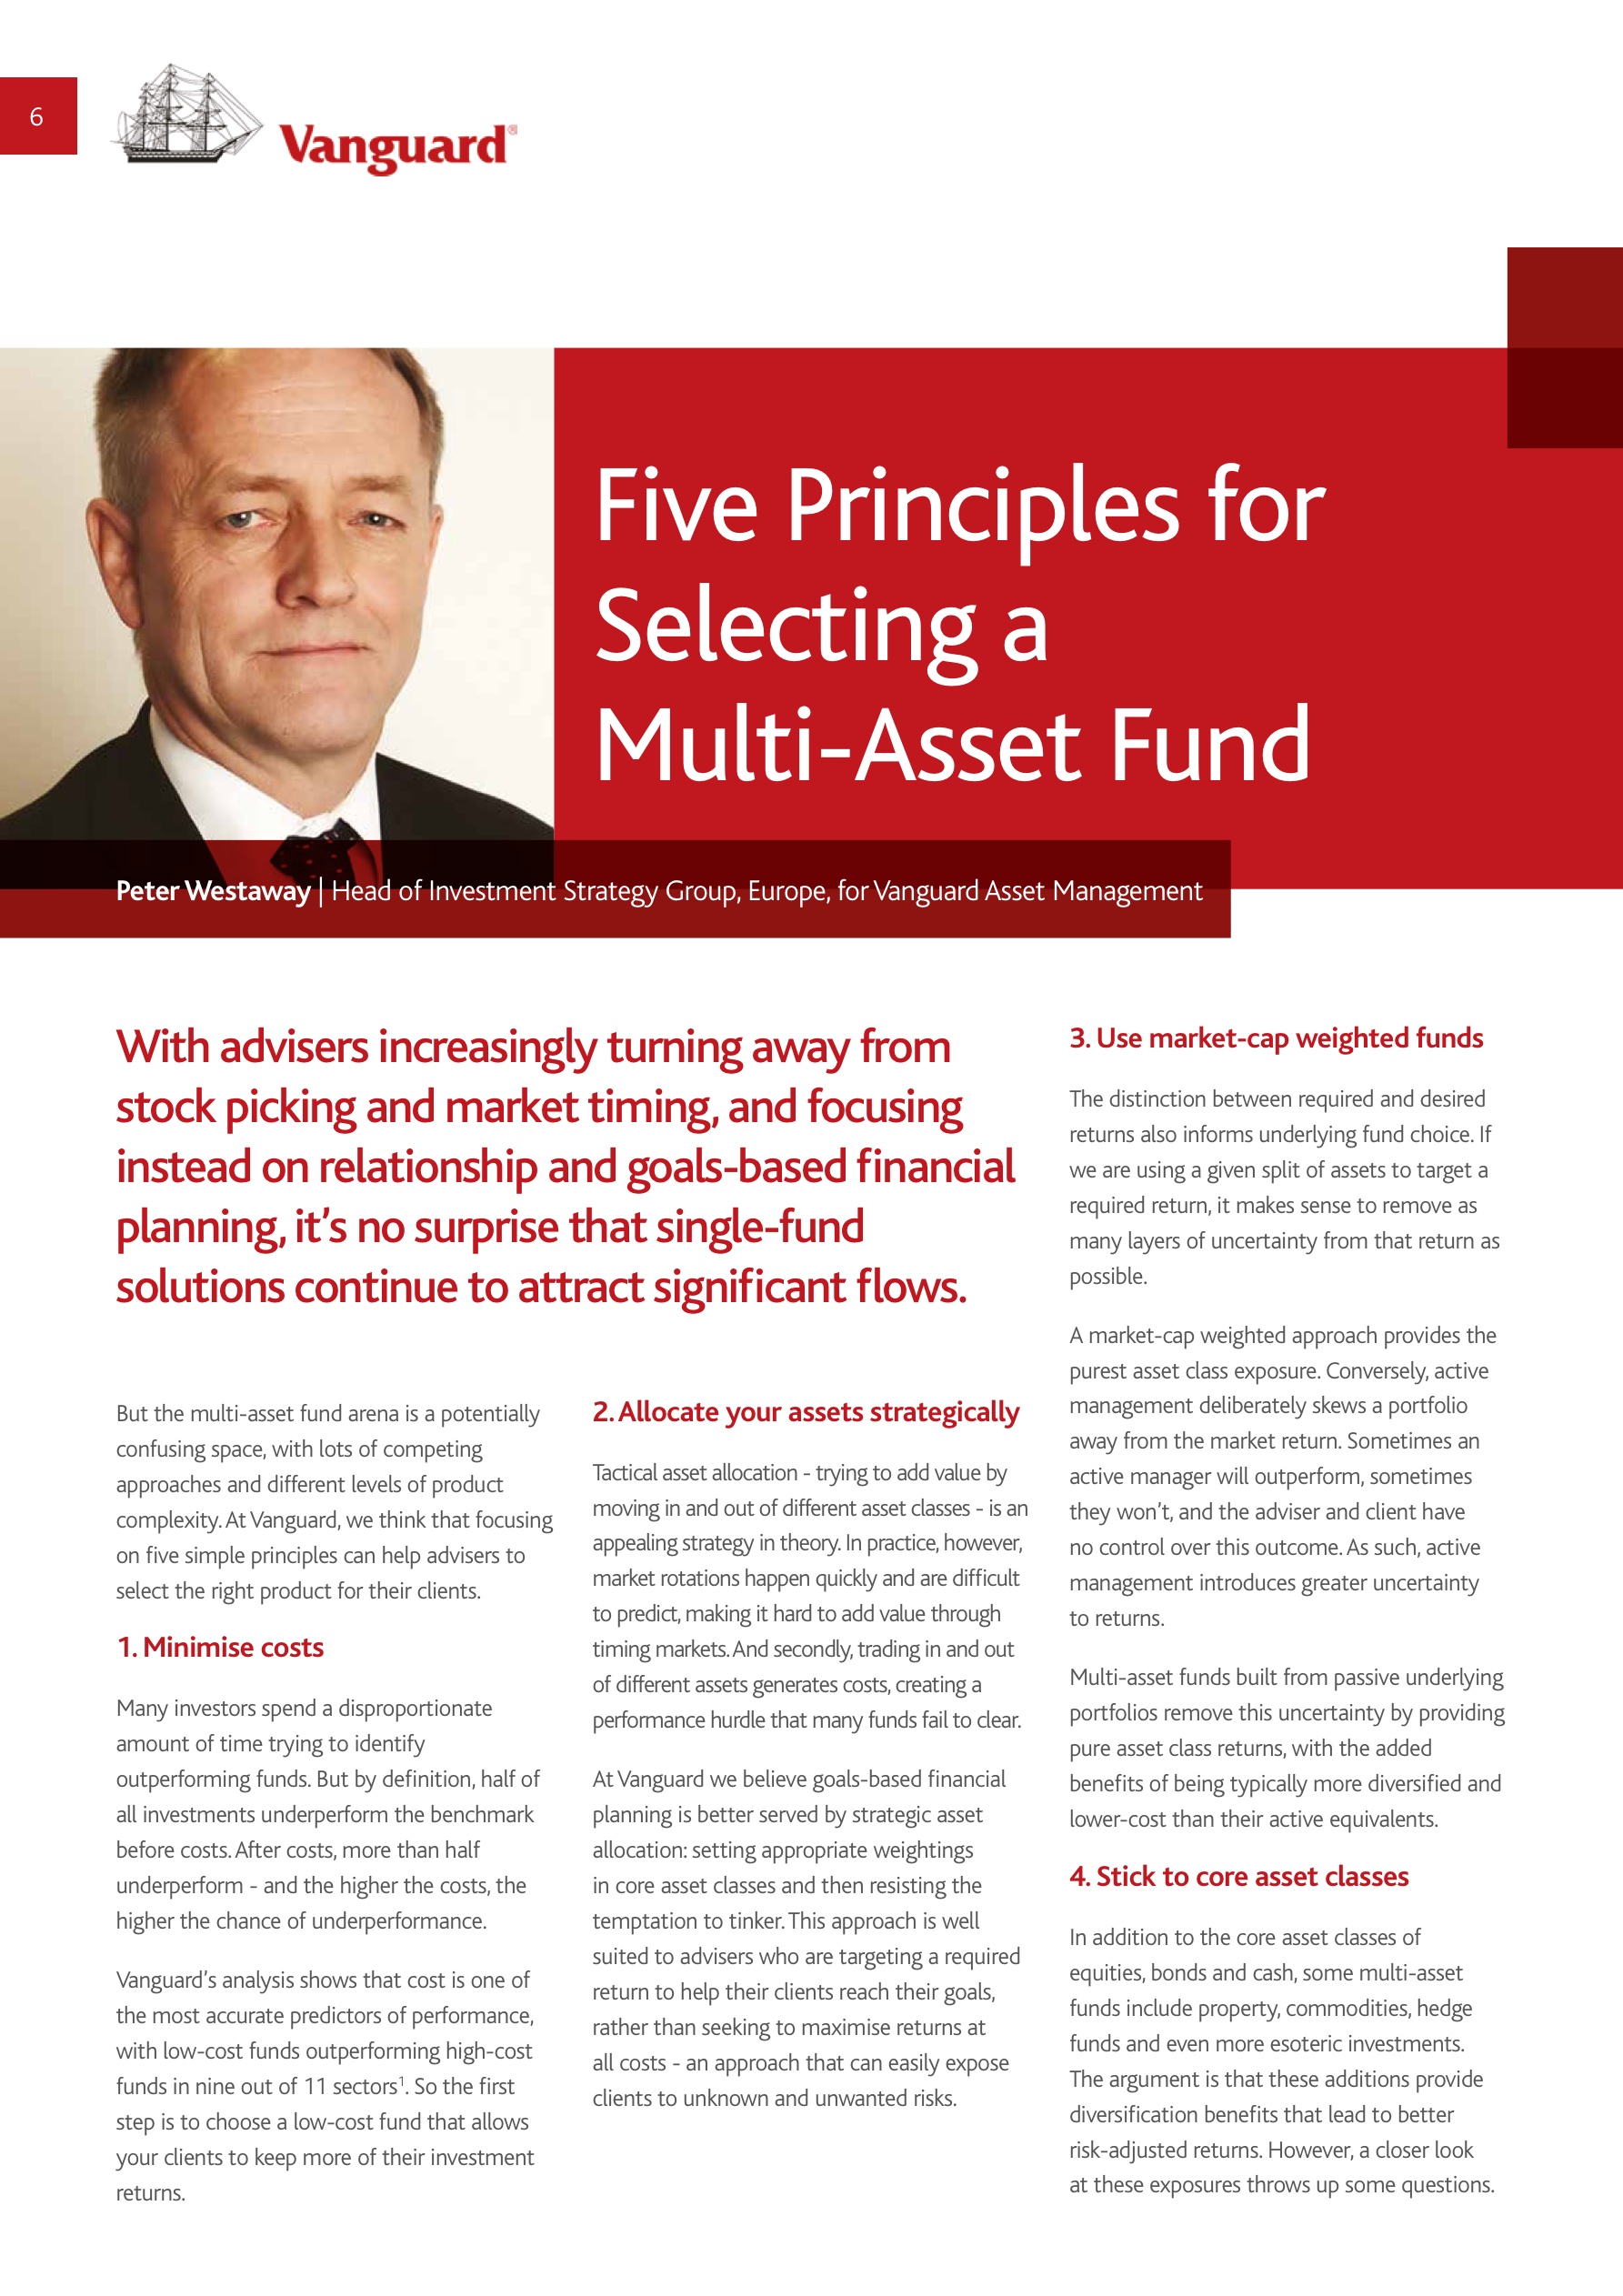 6
Vanguard®
Five Principles for
Selecting a
Multi-Asset Fund
Peter Westaway | Head of Investment Strategy Group, Europe, for Vanguard Asset Management
With advisers increasingly turning away from
stock picking and market timing, and focusing
instead on relationship and goals-based financial
planning, it's no surprise that single-fund
solutions continue to attract significant flows.
But the multi-asset fund arena is a potentially
confusing space, with lots of competing
approaches and different levels of product
complexity. At Vanguard, we think that focusing
on five simple principles can help advisers to
select the right product for their clients.
1. Minimise costs
Many investors spend a disproportionate
amount of time trying to identify
outperforming funds. But by definition, half of
all investments underperform the benchmark
before costs. After costs, more than half
underperform - and the higher the costs, the
higher the chance of underperformance.
Vanguard's analysis shows that cost is one of
the most accurate predictors of performance,
with low-cost funds outperforming high-cost
funds in nine out of 11 sectors¹. So the first
step is to choose a low-cost fund that allows
your clients to keep more of their investment
returns.
2. Allocate your assets strategically
Tactical asset allocation - trying to add value by
moving in and out of different asset classes - is an
appealing strategy in theory. In practice, however,
market rotations happen quickly and are difficult
to predict, making it hard to add value through
timing markets. And secondly, trading in and out
of different assets generates costs, creating a
performance hurdle that many funds fail to clear.
At Vanguard we believe goals-based financial
planning is better served by strategic asset
allocation: setting appropriate weightings
in core asset classes and then resisting the
temptation to tinker. This approach is well
suited to advisers who are targeting a required
return to help their clients reach their goals,
rather than seeking to maximise returns at
all costs - an approach that can easily expose
clients to unknown and unwanted risks.
3. Use market-cap weighted funds
The distinction between required and desired
returns also informs underlying fund choice. If
we are using a given split of assets to target a
required return, it makes sense to remove as
many layers of uncertainty from that return as
possible.
A market-cap weighted approach provides the
purest asset class exposure. Conversely, active
management deliberately skews a portfolio
away from the market return. Sometimes an
active manager will outperform, sometimes
they won't, and the adviser and client have
no control over this outcome. As such, active
management introduces greater uncertainty
to returns.
Multi-asset funds built from passive underlying
portfolios remove this uncertainty by providing
pure asset class returns, with the added
benefits of being typically more diversified and
lower-cost than their active equivalents.
4. Stick to core asset classes
In addition to the core asset classes of
equities, bonds and cash, some multi-asset
funds include property, commodities, hedge
funds and even more esoteric investments.
The argument is that these additions provide
diversification benefits that lead to better
risk-adjusted returns. However, a closer look
at these exposures throws up some questions.